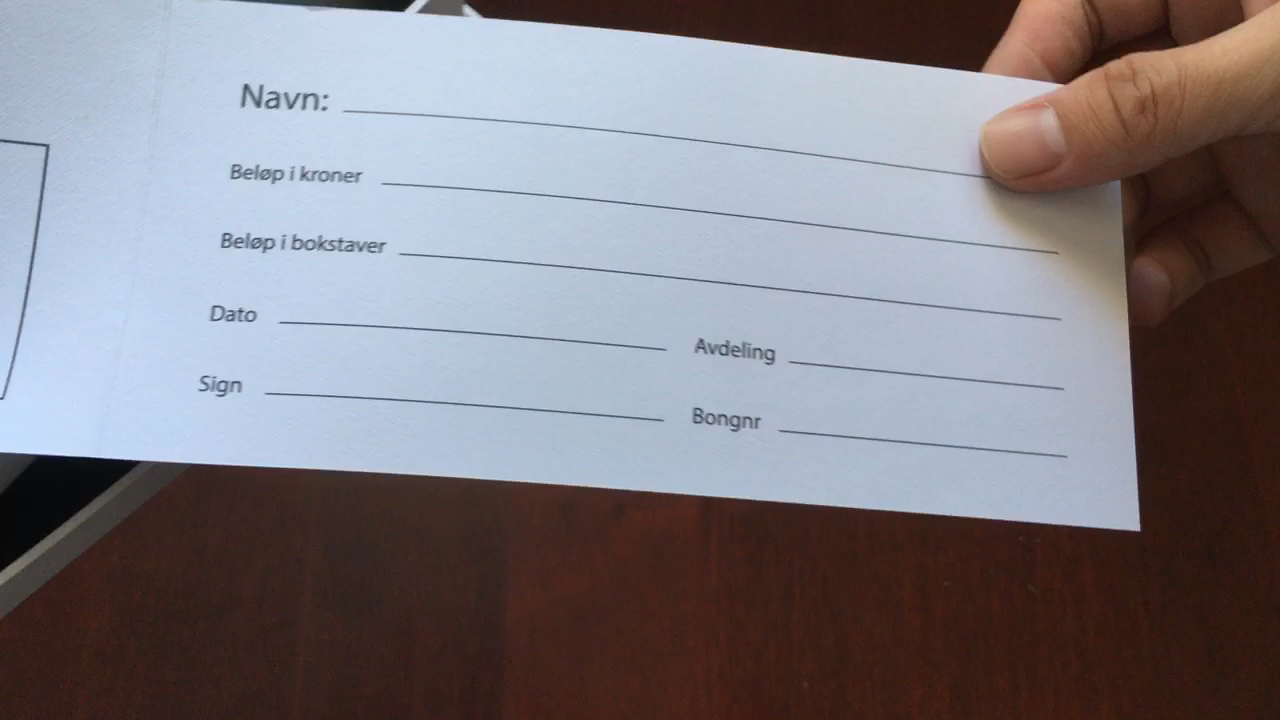 Navn:
Beløp i kroner
Beløp i bokstaver
Dato Avdeling
Sign Bongnr